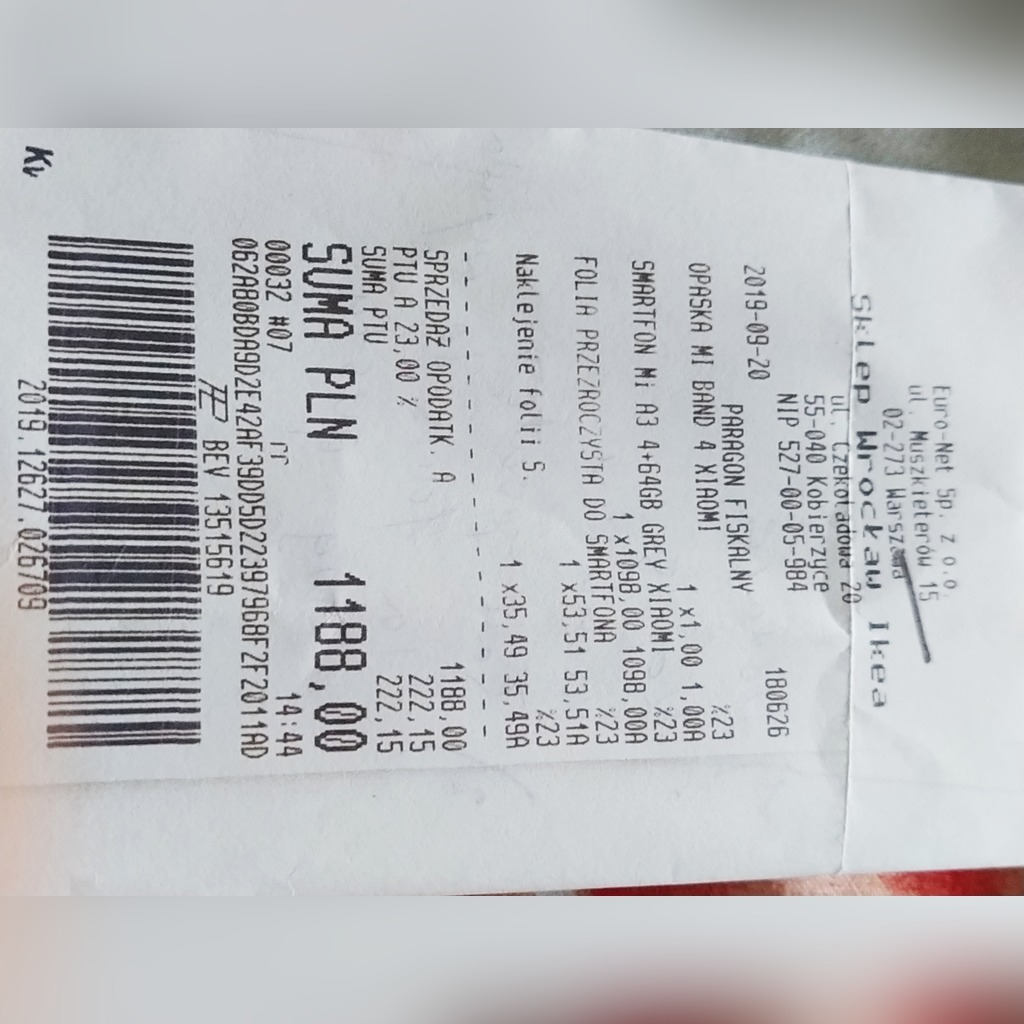 Euro-Net Sp. z o.o.
ul. Muszkieterów 15
02-273 Warszawa
Sklep Wrocław Ikea
ul. Czekoladowa 20
55-040 Kobierzyce
NIP 527-00-05-984
2019-09-20 180626
PARAGON FISKALNY
OPASKA MI BAND 4 XIAOMI %23
1 x1,00 1,00A
SMARTFON Mi A3 4+64GB GREY XIAOMI %23
1 x1098,00 1098,00A
FOLIA PRZEZROCZYSTA DO SMARTFONA %23
1 x53,51 53,51A
Naklejenie folii S. %23
1 x35,49 35,49A
SPRZEDAŻ OPODATK. A 1188,00
PTU A 23,00 % 222,15
SUMA PTU 222,15
SUMA PLN 1188,00
00032 #07 rr 14:44
062AB08DA9D2E42AF39D05D2239796BF2F2011AD
BEV 13515619
2019.12627.026709